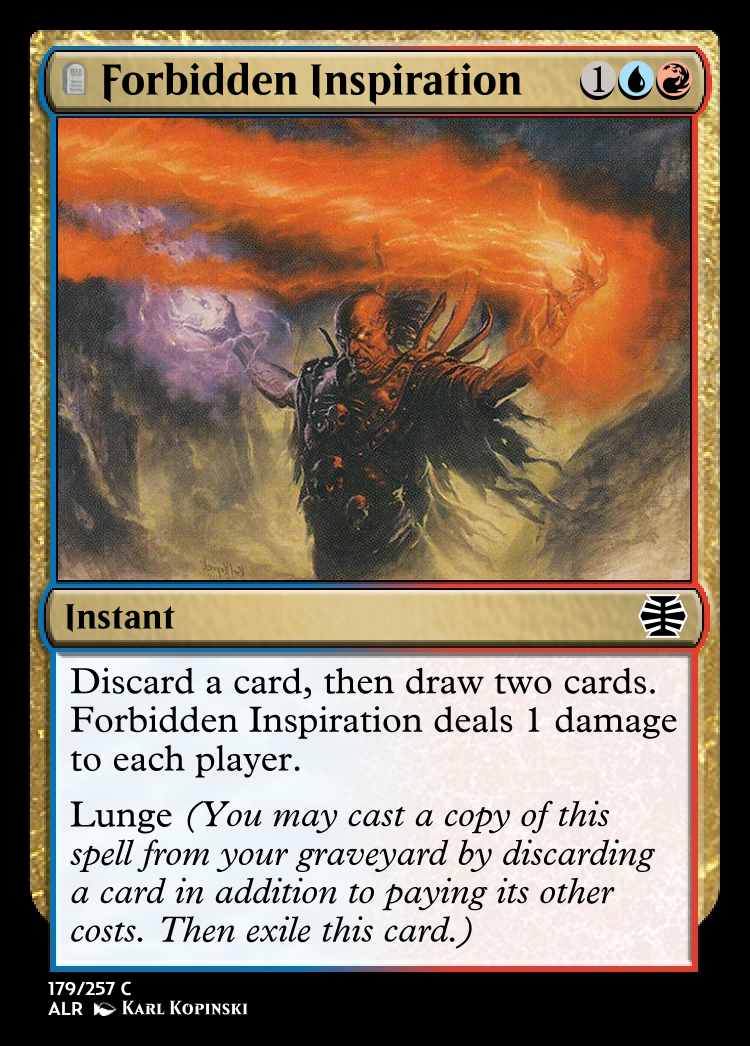 Forbidden Inspiration 1
Instant
Discard a card, then draw two cards.
Forbidden Inspiration deals 1 damage
to each player.
Lunge (You may cast a copy of this
spell from your graveyard by discarding
a card in addition to paying its other
costs. Then exile this card.)
179/257 C
ALR Karl Kopinski